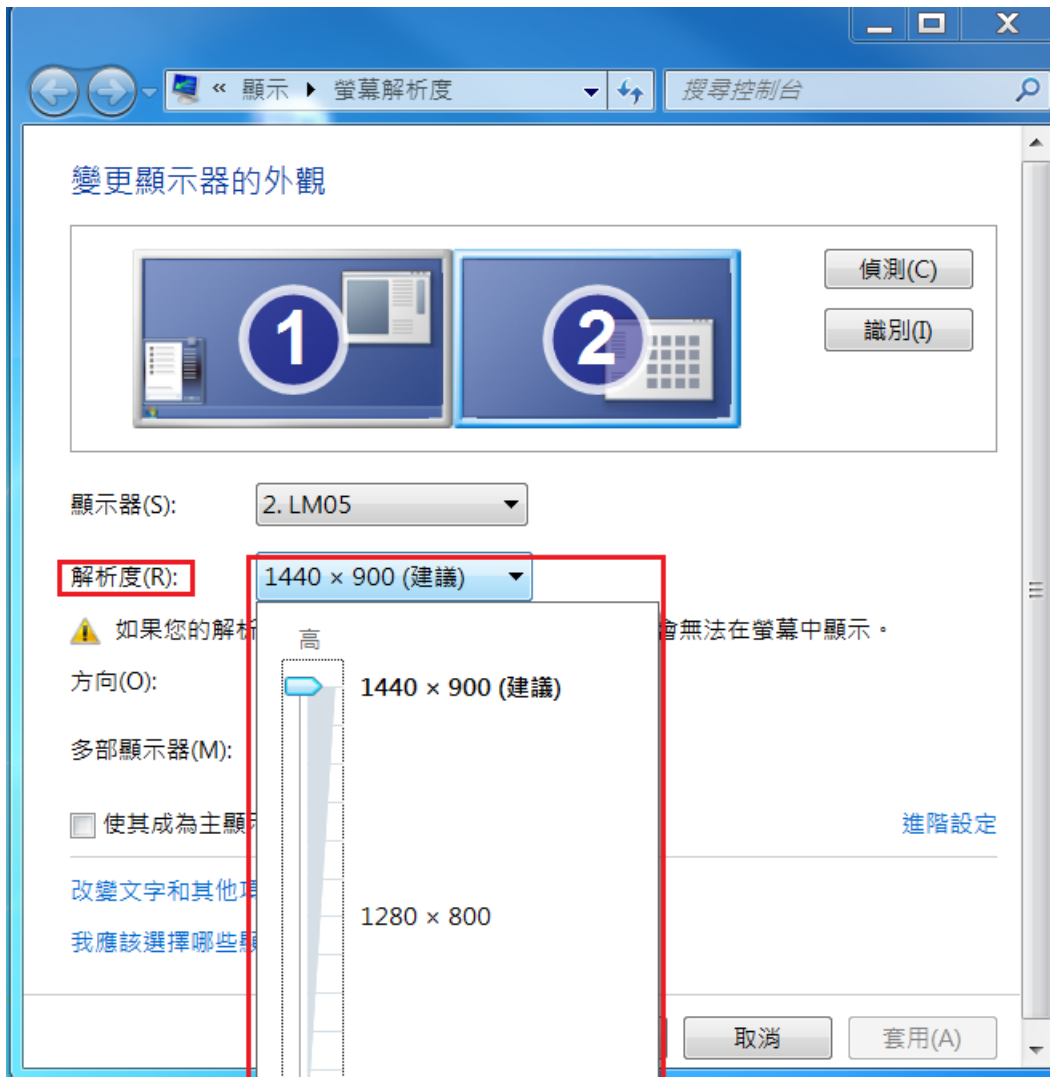 « 顯示 ▸ 螢幕解析度
搜尋控制台
變更顯示器的外觀
1
2
偵測(C)
識別(I)
顯示器(S):
2. LM05
解析度(R):
1440 × 900 (建議)
如果您的解析
會無法在螢幕中顯示。
高
方向(O):
1440 × 900 (建議)
多部顯示器(M):
使其成為主顯示
進階設定
改變文字和其他項
1280 × 800
我應該選擇哪些顯
取消
套用(A)